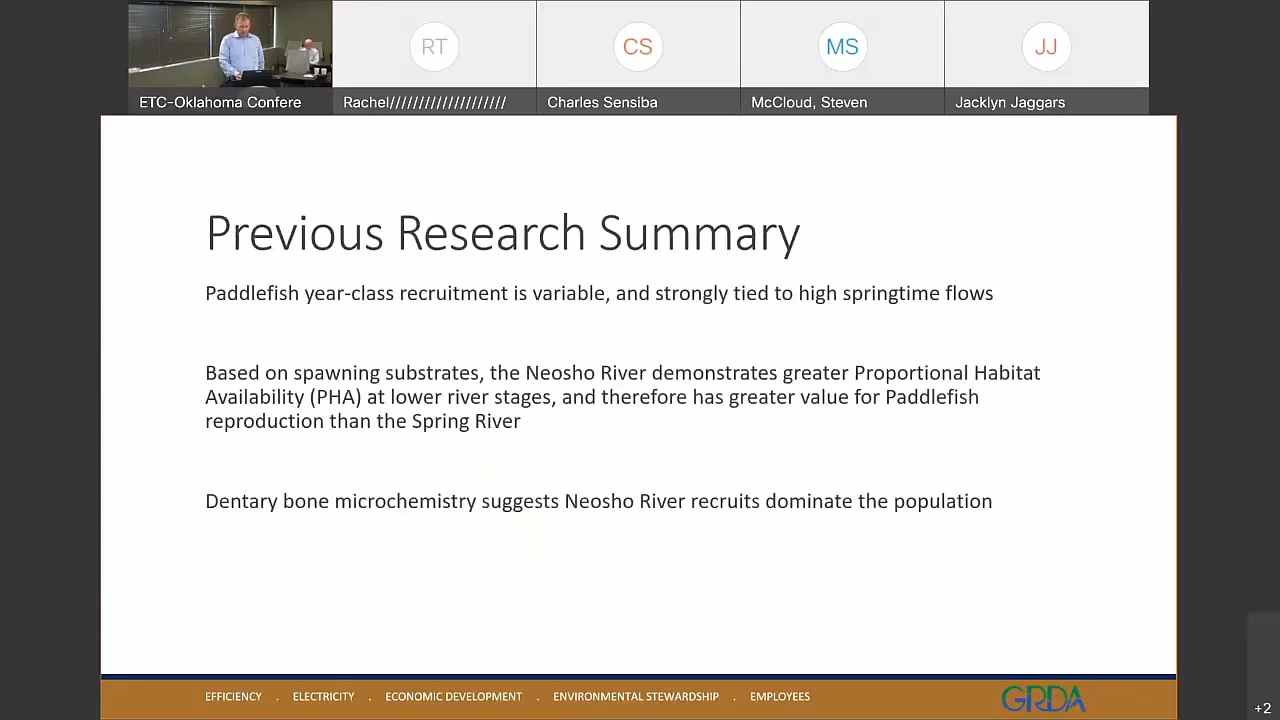 RT
CS
MS
JJ
ETC-Oklahoma Confere
Rachel////////////////////
Charles Sensiba
McCloud, Steven
Jacklyn Jaggars
Previous Research Summary
Paddlefish year-class recruitment is variable, and strongly tied to high springtime flows
Based on spawning substrates, the Neosho River demonstrates greater Proportional Habitat
Availability (PHA) at lower river stages, and therefore has greater value for Paddlefish
reproduction than the Spring River
Dentary bone microchemistry suggests Neosho River recruits dominate the population
EFFICIENCY . ELECTRICITY . ECONOMIC DEVELOPMENT . ENVIRONMENTAL STEWARDSHIP . EMPLOYEES
GRDA
+2